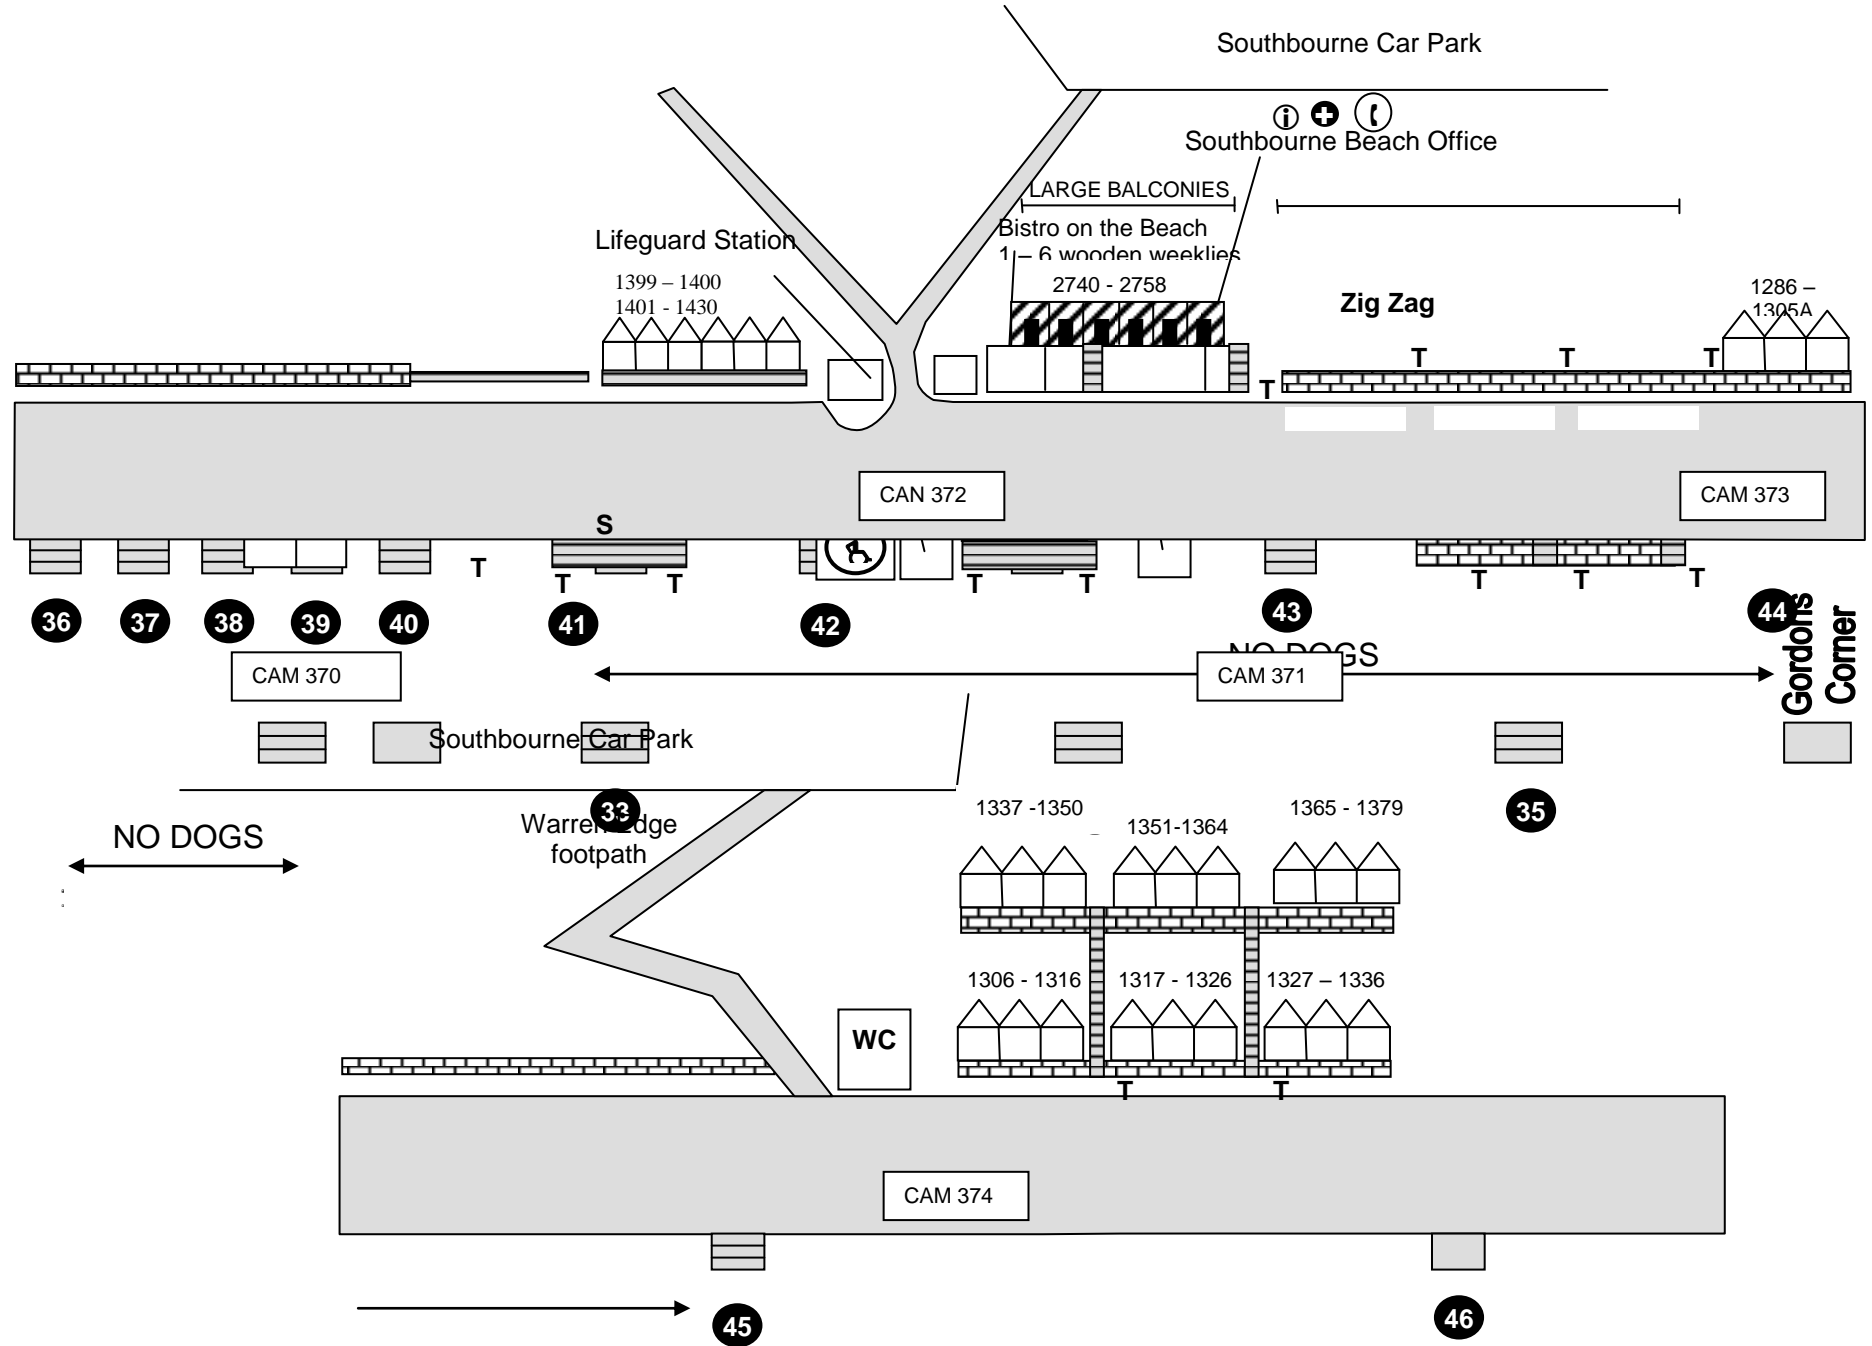 Southbourne Car Park
Southbourne Beach Office
LARGE BALCONIES
Bistro on the Beach
1 – 6 wooden weeklies
2740 - 2758
Lifeguard Station
1399 – 1400
1401 - 1430
Zig Zag
1286 –
1305A
T T T
T
CAN 372
CAM 373
S
T T T T T T T T
36 37 38 39 40 41 42 43 44
Gordons
Corner
NO DOGS
CAM 370
CAM 371
Southbourne Car Park
33
35
Warren Edge
footpath
NO DOGS
1337 -1350
1351-1364
1365 - 1379
1306 - 1316
1317 - 1326
1327 – 1336
WC
T T
CAM 374
45
46